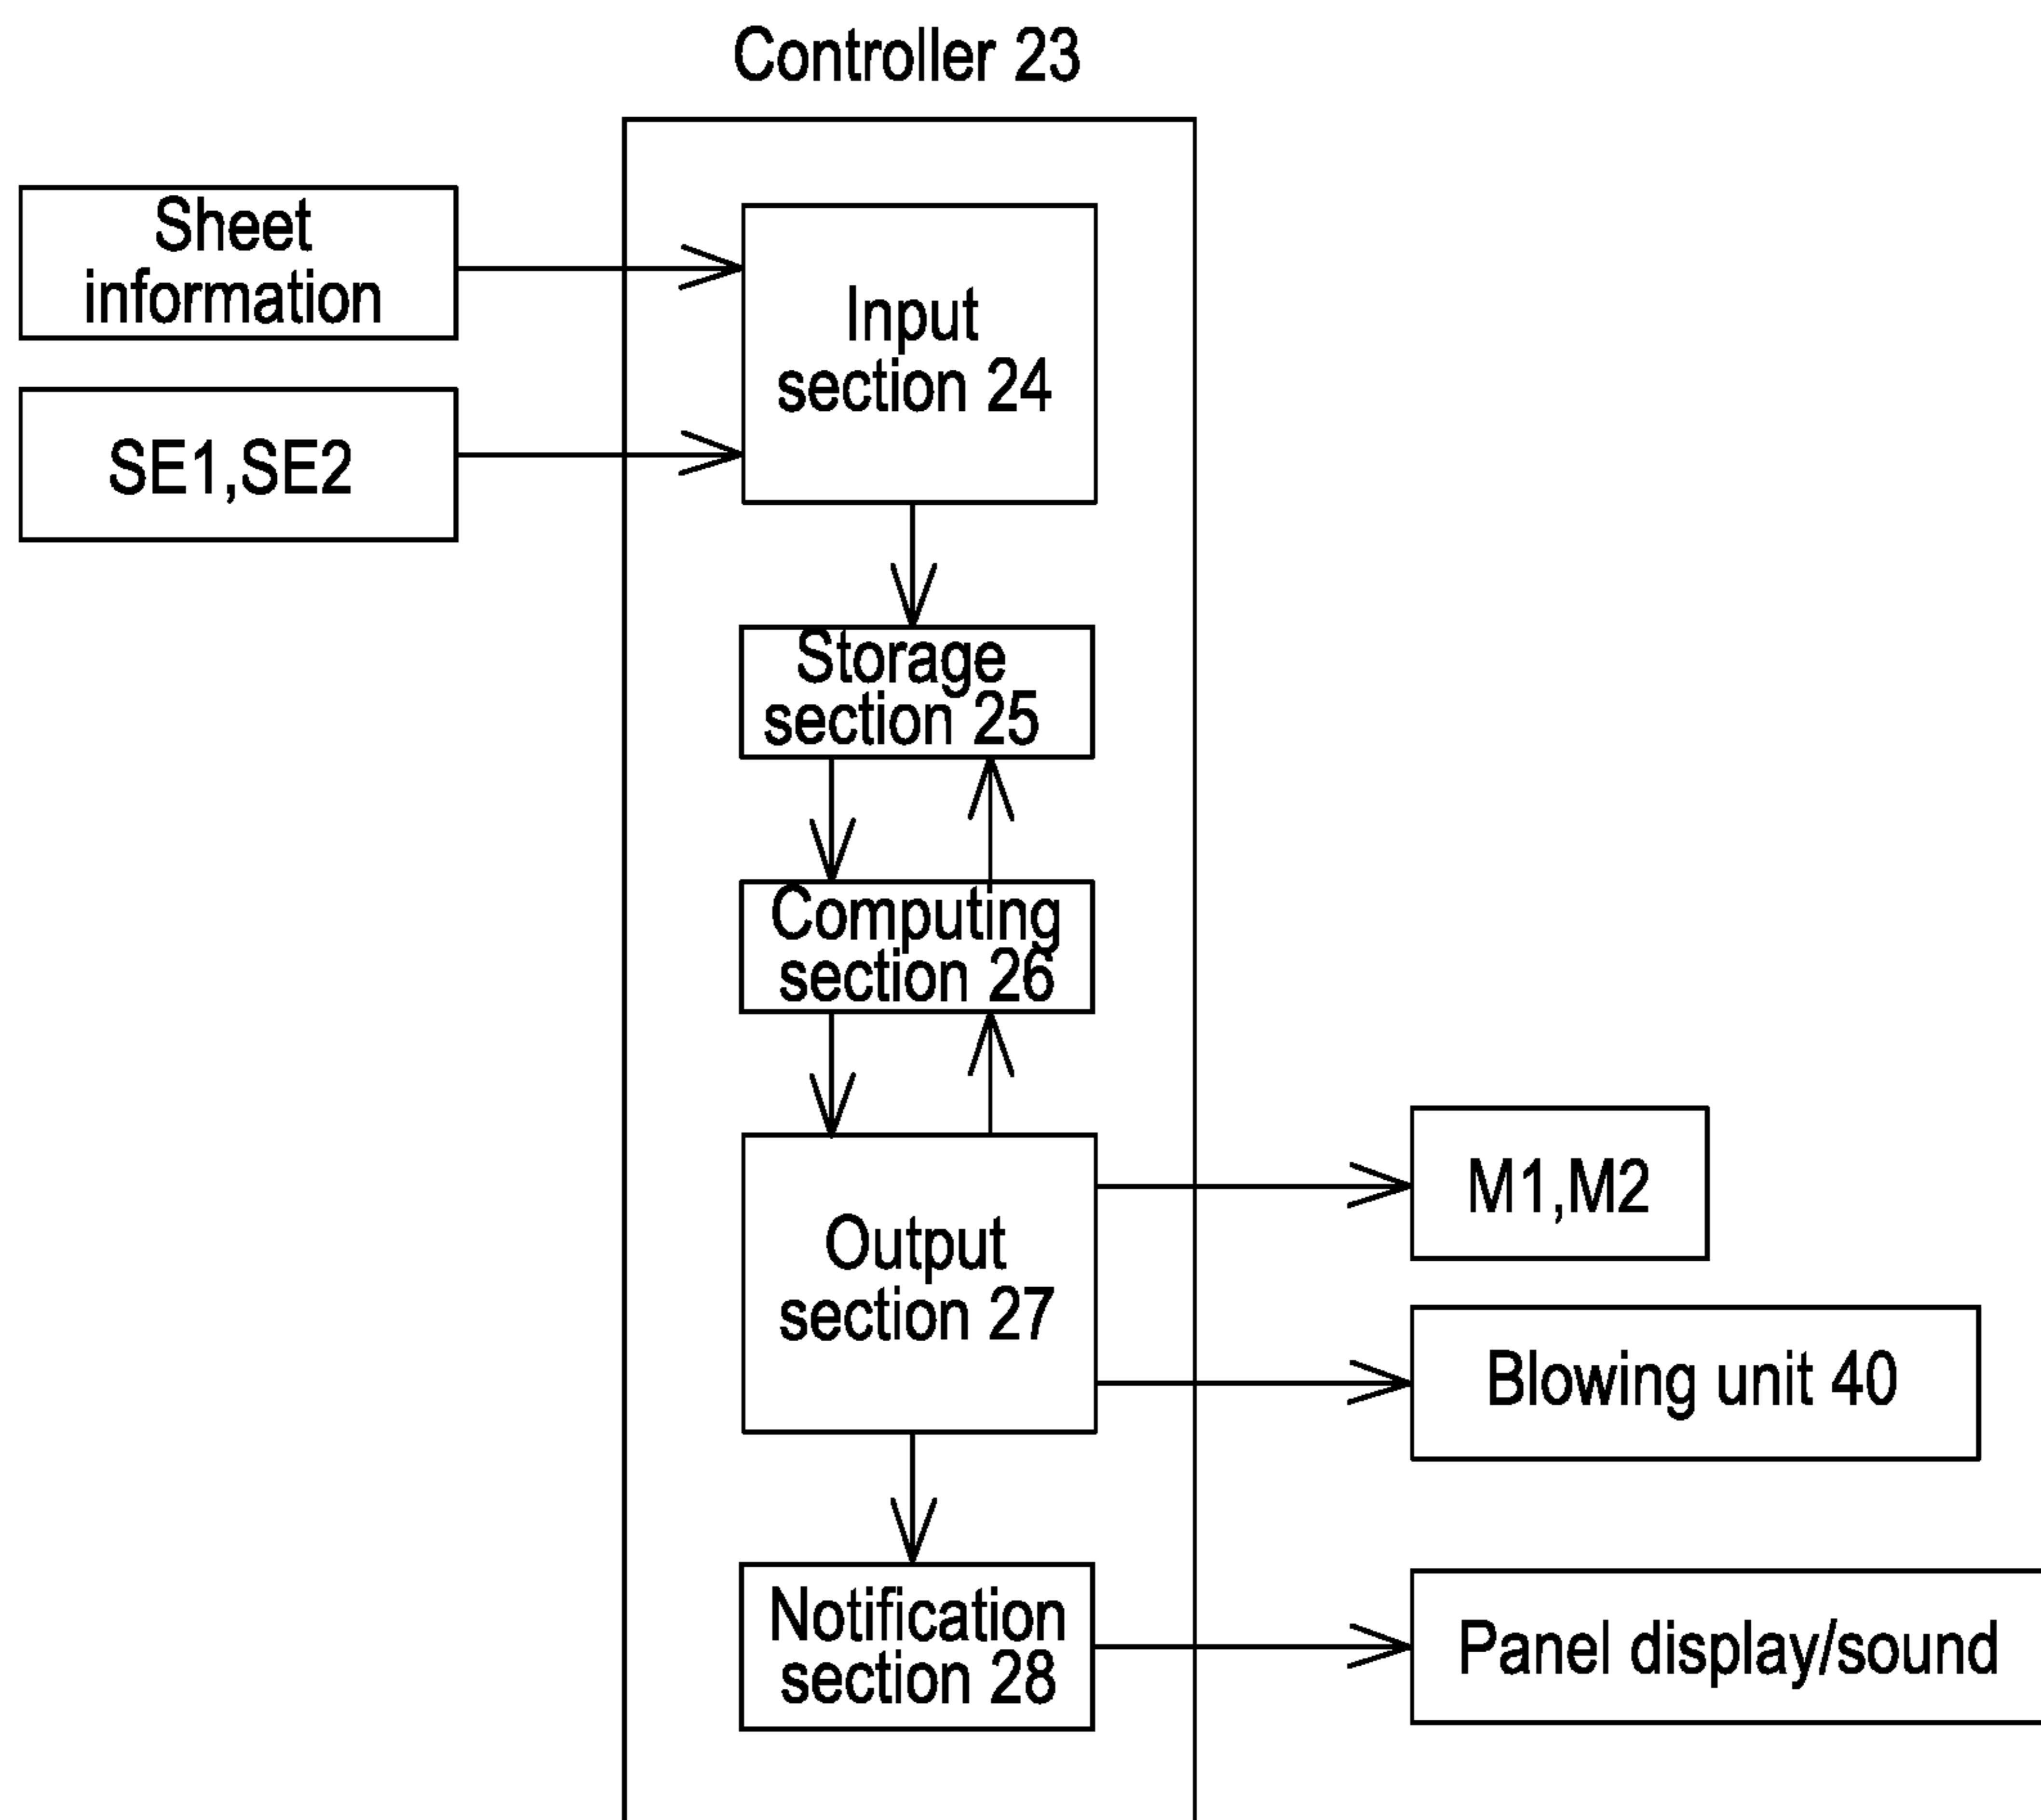 Controller 23
Sheet
information
SE1,SE2
Input
section 24
Storage
section 25
Computing
section 26
Output
section 27
M1,M2
Blowing unit 40
Notification
section 28
Panel display/sound